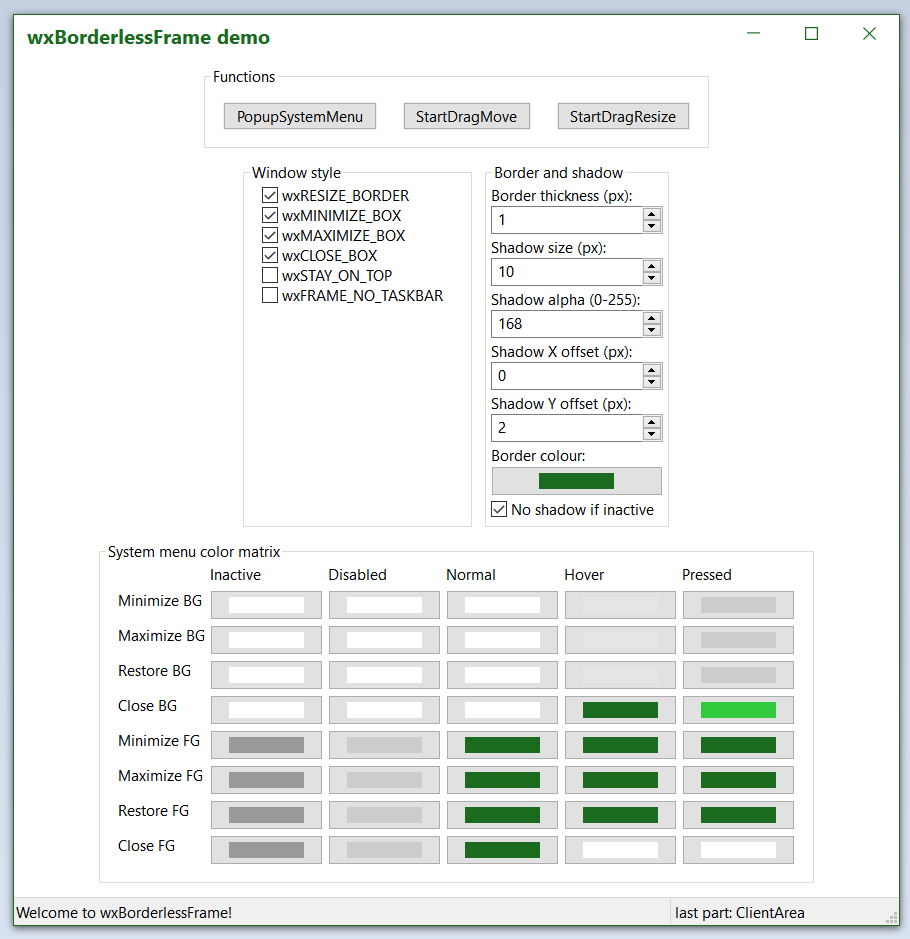 wxBorderlessFrame demo
Functions
PopupSystemMenu StartDragMove StartDragResize
Window style
wxRESIZE_BORDER
wxMINIMIZE_BOX
wxMAXIMIZE_BOX
wxCLOSE_BOX
wxSTAY_ON_TOP
wxFRAME_NO_TASKBAR
Border and shadow
Border thickness (px):
1
Shadow size (px):
10
Shadow alpha (0-255):
168
Shadow X offset (px):
0
Shadow Y offset (px):
2
Border colour:
No shadow if inactive
System menu color matrix
Inactive Disabled Normal Hover Pressed
Minimize BG
Maximize BG
Restore BG
Close BG
Minimize FG
Maximize FG
Restore FG
Close FG
Welcome to wxBorderlessFrame! last part: ClientArea